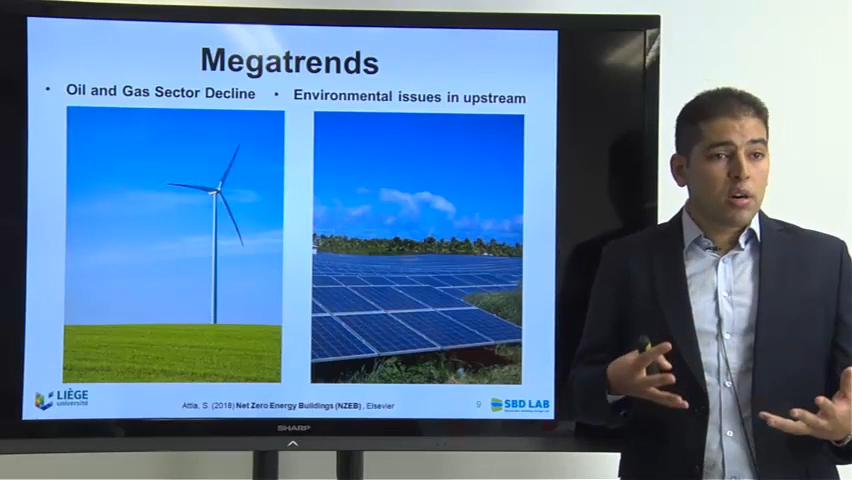 Megatrends
• Oil and Gas Sector Decline
• Environmental issues in upstream
LIÈGE
université
Attia, S. (2018) Net Zero Energy Buildings (NZEB) , Elsevier
9
SBD LAB
SHARP